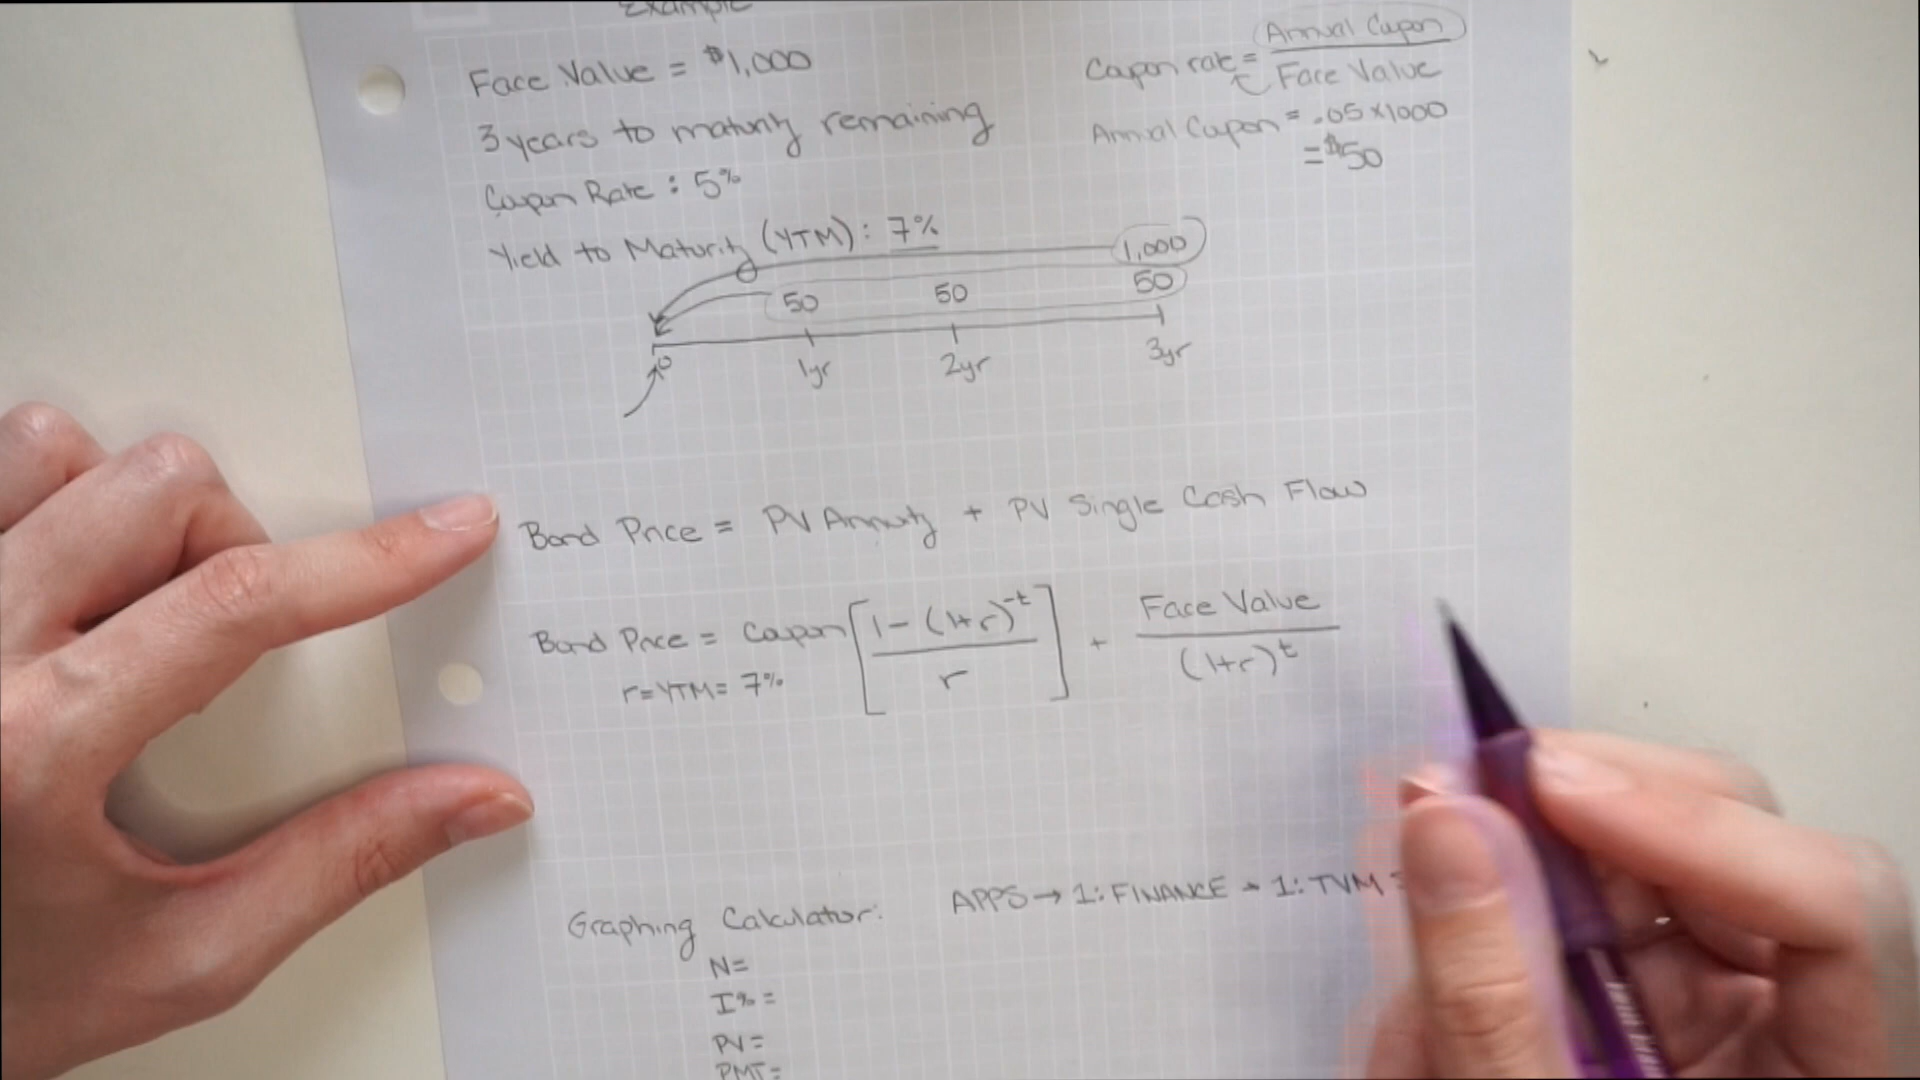 Example
Face Value = $1,000
3 years to maturity remaining
Coupon Rate : 5%
Yield to Maturity (YTM): 7%
Coupon rate = Annual Coupon
Face Value
Annual Coupon = .05 x 1000
= $50
1,000
50 50 50
0 1yr 2yr 3yr
Bond Price = PV Annuity + PV Single Cash Flow
Bond Price = Coupon [1 - (1+r)^-t / r] + Face Value / (1+r)^t
r = YTM = 7%
Graphing Calculator: APPS → 1: FINANCE → 1: TVM
N=
I% =
PV=
PMT=